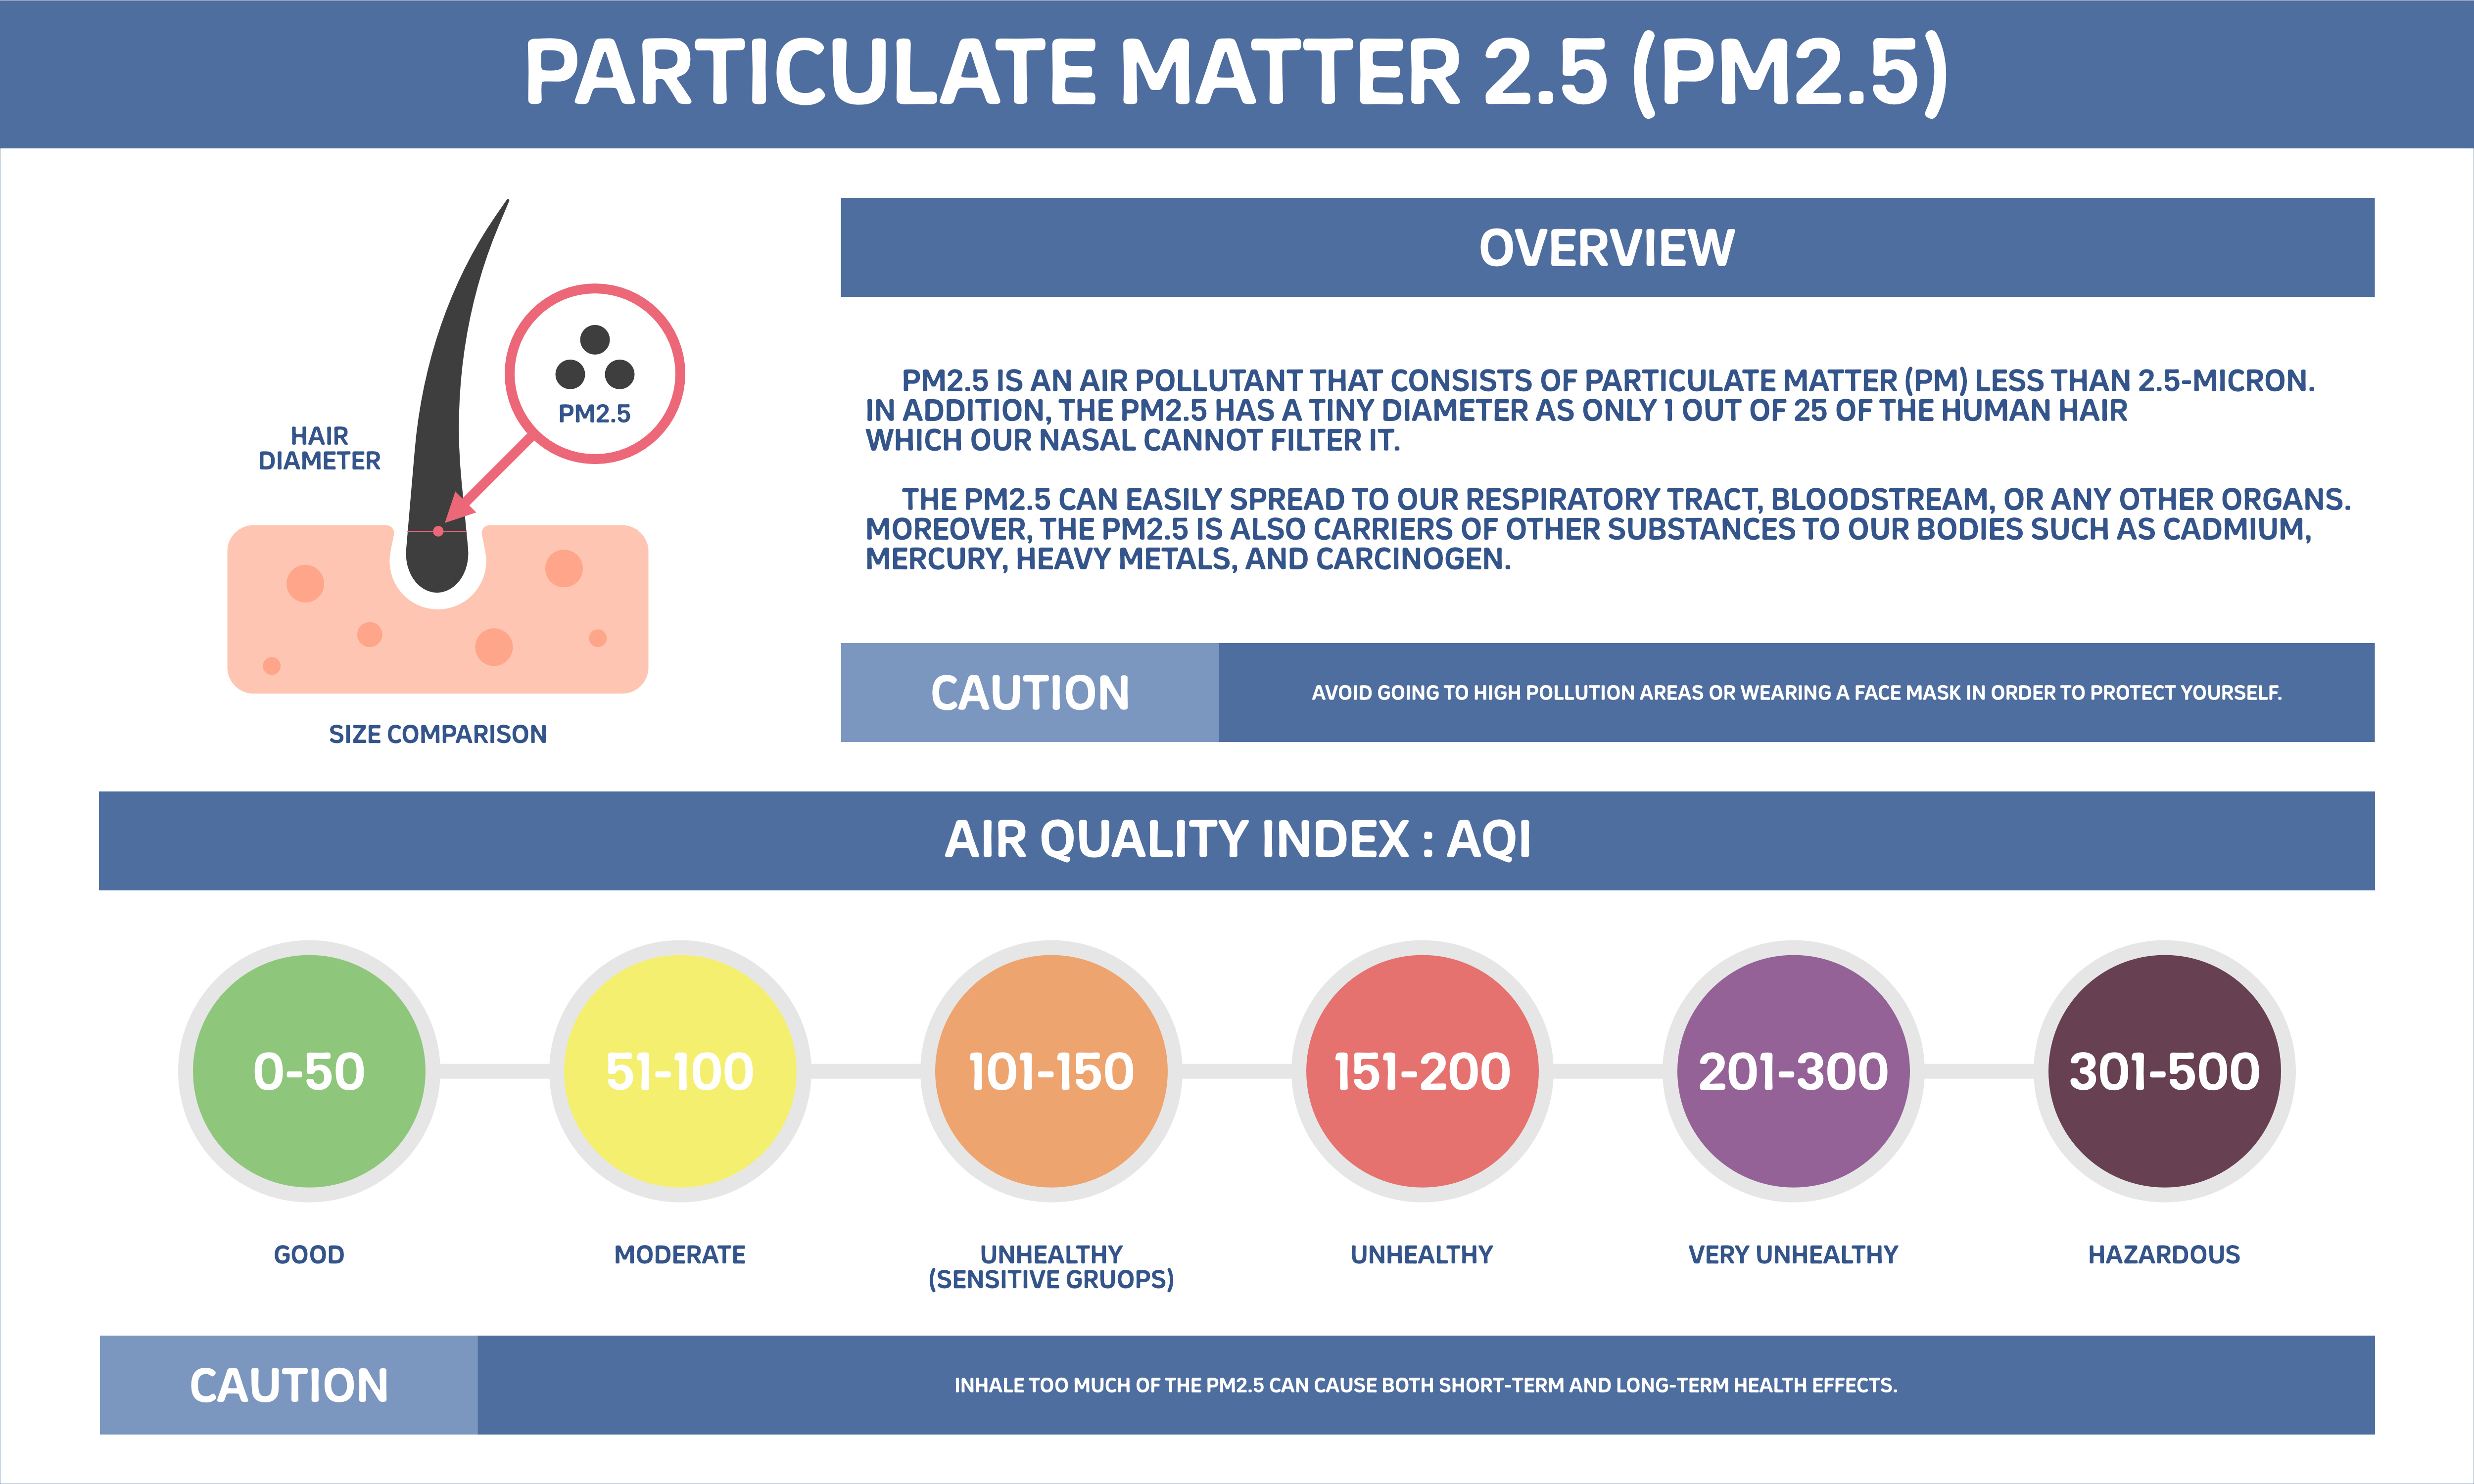 PARTICULATE MATTER 2.5 (PM2.5)
HAIR
DIAMETER
PM2.5
SIZE COMPARISON
OVERVIEW
PM2.5 IS AN AIR POLLUTANT THAT CONSISTS OF PARTICULATE MATTER (PM) LESS THAN 2.5-MICRON.
IN ADDITION, THE PM2.5 HAS A TINY DIAMETER AS ONLY 1 OUT OF 25 OF THE HUMAN HAIR
WHICH OUR NASAL CANNOT FILTER IT.
THE PM2.5 CAN EASILY SPREAD TO OUR RESPIRATORY TRACT, BLOODSTREAM, OR ANY OTHER ORGANS.
MOREOVER, THE PM2.5 IS ALSO CARRIERS OF OTHER SUBSTANCES TO OUR BODIES SUCH AS CADMIUM,
MERCURY, HEAVY METALS, AND CARCINOGEN.
CAUTION
AVOID GOING TO HIGH POLLUTION AREAS OR WEARING A FACE MASK IN ORDER TO PROTECT YOURSELF.
AIR QUALITY INDEX : AQI
0-50
51-100
101-150
151-200
201-300
301-500
GOOD
MODERATE
UNHEALTHY
(SENSITIVE GRUOPS)
UNHEALTHY
VERY UNHEALTHY
HAZARDOUS
CAUTION
INHALE TOO MUCH OF THE PM2.5 CAN CAUSE BOTH SHORT-TERM AND LONG-TERM HEALTH EFFECTS.